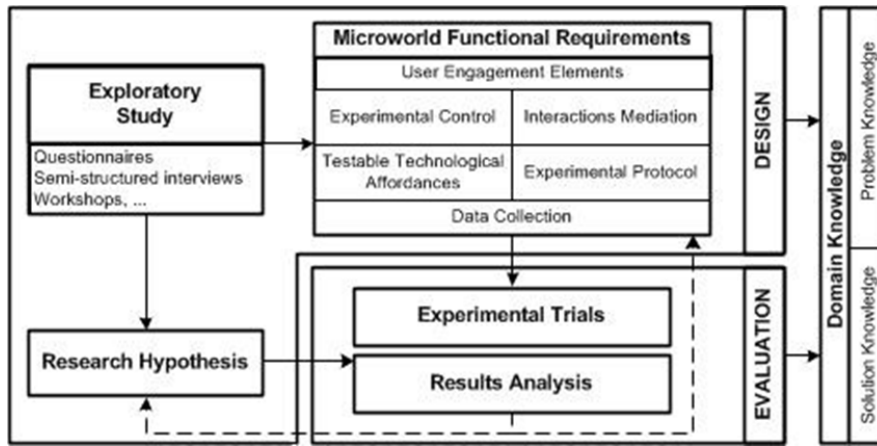 Exploratory
Study
Questionnaires
Semi-structured interviews
Workshops, ...
Microworld Functional Requirements
User Engagement Elements
Experimental Control
Interactions Mediation
Testable Technological
Affordances
Experimental Protocol
Data Collection
DESIGN
Research Hypothesis
Experimental Trials
Results Analysis
EVALUATION
Domain Knowledge
Problem Knowledge
Solution Knowledge